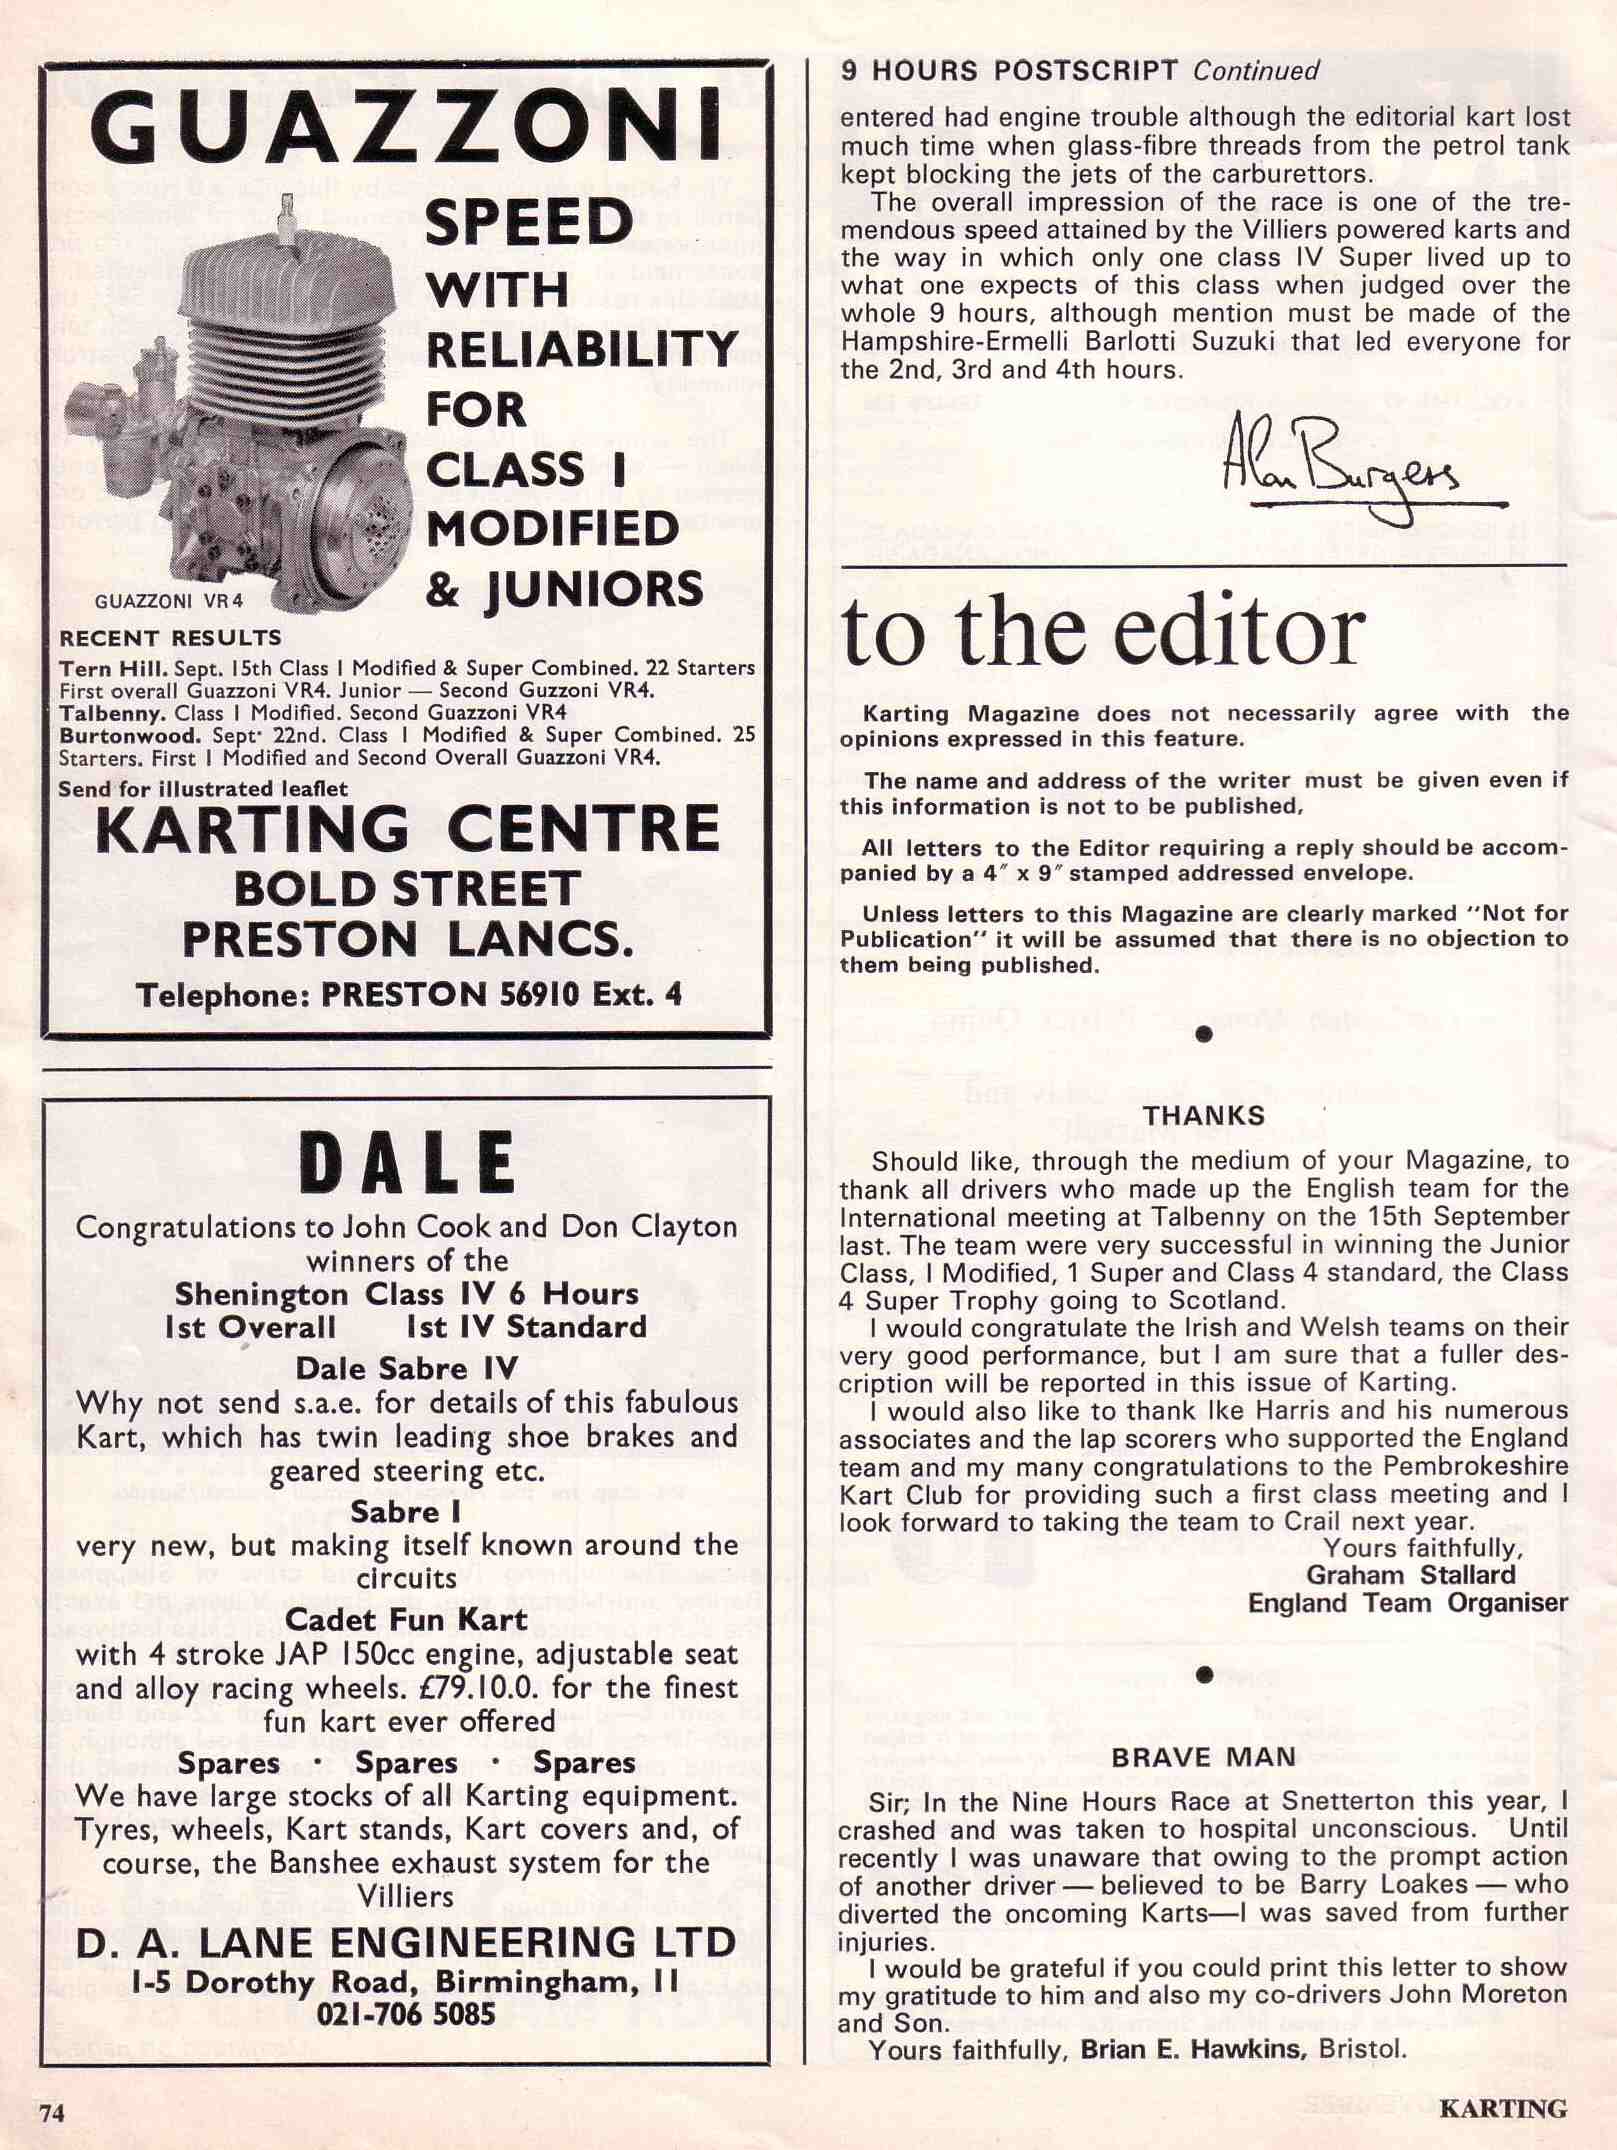 GUAZZONI
SPEED
WITH
RELIABILITY
FOR
CLASS I
MODIFIED
& JUNIORS
GUAZZONI VR4
RECENT RESULTS
Tern Hill. Sept. 15th Class I Modified & Super Combined. 22 Starters
First overall Guazzoni VR4. Junior — Second Guzzoni VR4.
Talbenny. Class I Modified. Second Guazzoni VR4
Burtonwood. Sept· 22nd. Class I Modified & Super Combined. 25
Starters. First I Modified and Second Overall Guazzoni VR4.
Send for illustrated leaflet
KARTING CENTRE
BOLD STREET
PRESTON LANCS.
Telephone: PRESTON 56910 Ext. 4
DALE
Congratulations to John Cook and Don Clayton
winners of the
Shenington Class IV 6 Hours
1st Overall 1st IV Standard
Dale Sabre IV
Why not send s.a.e. for details of this fabulous
Kart, which has twin leading shoe brakes and
geared steering etc.
Sabre I
very new, but making itself known around the
circuits
Cadet Fun Kart
with 4 stroke JAP 150cc engine, adjustable seat
and alloy racing wheels. £79.10.0. for the finest
fun kart ever offered
Spares · Spares · Spares
We have large stocks of all Karting equipment.
Tyres, wheels, Kart stands, Kart covers and, of
course, the Banshee exhaust system for the
Villiers
D. A. LANE ENGINEERING LTD
1-5 Dorothy Road, Birmingham, 11
021-706 5085
74
9 HOURS POSTSCRIPT Continued
entered had engine trouble although the editorial kart lost
much time when glass-fibre threads from the petrol tank
kept blocking the jets of the carburettors.
The overall impression of the race is one of the tre-
mendous speed attained by the Villiers powered karts and
the way in which only one class IV Super lived up to
what one expects of this class when judged over the
whole 9 hours, although mention must be made of the
Hampshire-Ermelli Barlotti Suzuki that led everyone for
the 2nd, 3rd and 4th hours.
Alan Burgess
to the editor
Karting Magazine does not necessarily agree with the
opinions expressed in this feature.
The name and address of the writer must be given even if
this information is not to be published,
All letters to the Editor requiring a reply should be accom-
panied by a 4″ x 9″ stamped addressed envelope.
Unless letters to this Magazine are clearly marked "Not for
Publication" it will be assumed that there is no objection to
them being published.
•
THANKS
Should like, through the medium of your Magazine, to
thank all drivers who made up the English team for the
International meeting at Talbenny on the 15th September
last. The team were very successful in winning the Junior
Class, I Modified, 1 Super and Class 4 standard, the Class
4 Super Trophy going to Scotland.
I would congratulate the Irish and Welsh teams on their
very good performance, but I am sure that a fuller des-
cription will be reported in this issue of Karting.
I would also like to thank Ike Harris and his numerous
associates and the lap scorers who supported the England
team and my many congratulations to the Pembrokeshire
Kart Club for providing such a first class meeting and I
look forward to taking the team to Crail next year.
Yours faithfully,
Graham Stallard
England Team Organiser
•
BRAVE MAN
Sir; In the Nine Hours Race at Snetterton this year, I
crashed and was taken to hospital unconscious. Until
recently I was unaware that owing to the prompt action
of another driver — believed to be Barry Loakes — who
diverted the oncoming Karts—I was saved from further
injuries.
I would be grateful if you could print this letter to show
my gratitude to him and also my co-drivers John Moreton
and Son.
Yours faithfully, Brian E. Hawkins, Bristol.
KARTING